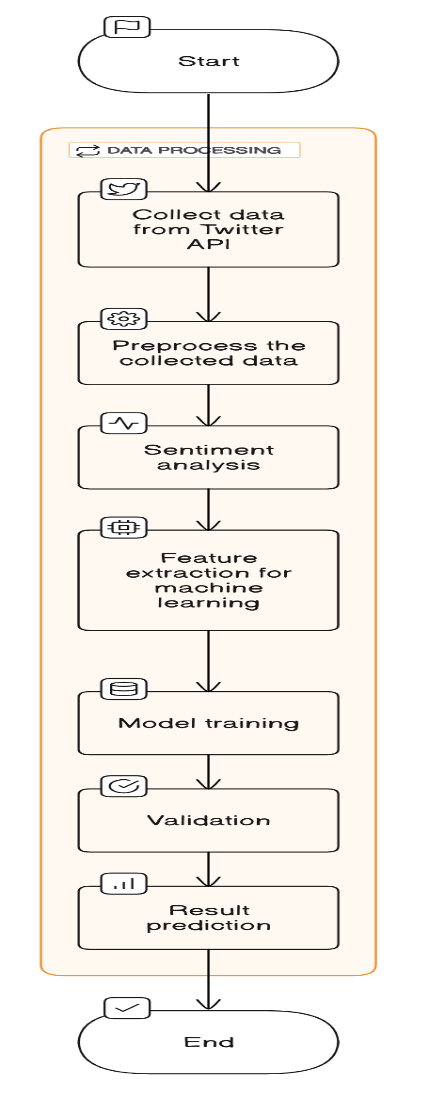 Start
DATA PROCESSING
Collect data
from Twitter
API
Preprocess the
collected data
Sentiment
analysis
Feature
extraction for
machine
learning
Model training
Validation
Result
prediction
End